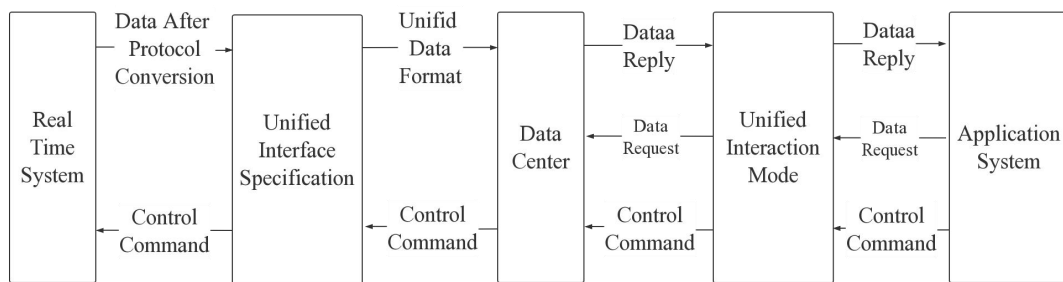 Data After
Protocol
Conversion
Unifid
Data
Format
Dataa
Reply
Dataa
Reply
Real
Time
System
Unified
Interface
Specification
Data
Center
Data
Request
Unified
Interaction
Mode
Data
Request
Application
System
Control
Command
Control
Command
Control
Command
Control
Command